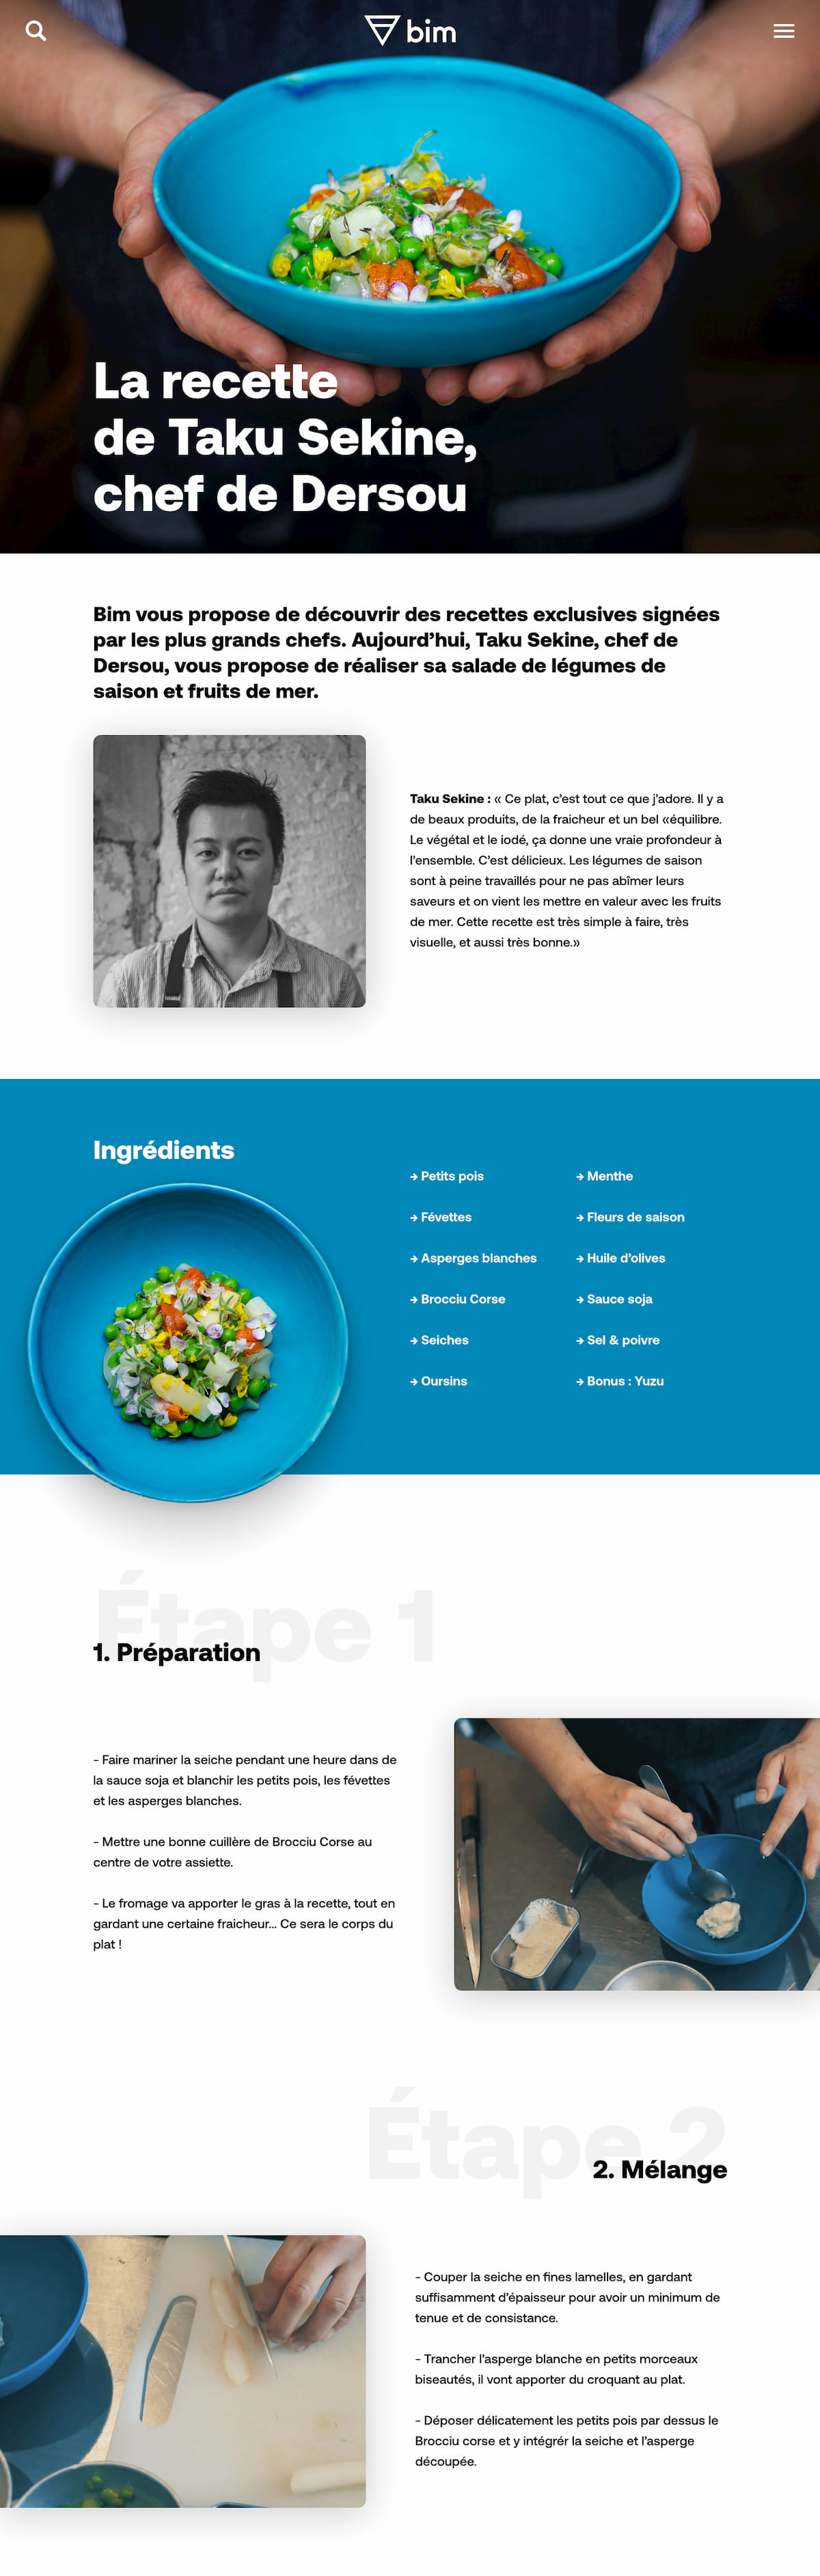 bim
La recette
de Taku Sekine,
chef de Dersou
Bim vous propose de découvrir des recettes exclusives signées
par les plus grands chefs. Aujourd’hui, Taku Sekine, chef de
Dersou, vous propose de réaliser sa salade de légumes de
saison et fruits de mer.
Taku Sekine : « Ce plat, c’est tout ce que j’adore. Il y a
de beaux produits, de la fraicheur et un bel «équilibre.
Le végétal et le iodé, ça donne une vraie profondeur à
l’ensemble. C’est délicieux. Les légumes de saison
sont à peine travaillés pour ne pas abîmer leurs
saveurs et on vient les mettre en valeur avec les fruits
de mer. Cette recette est très simple à faire, très
visuelle, et aussi très bonne.»
Ingrédients
→ Petits pois
→ Févettes
→ Asperges blanches
→ Brocciu Corse
→ Seiches
→ Oursins
→ Menthe
→ Fleurs de saison
→ Huile d’olives
→ Sauce soja
→ Sel & poivre
→ Bonus : Yuzu
Étape 1
1. Préparation
- Faire mariner la seiche pendant une heure dans de
la sauce soja et blanchir les petits pois, les févettes
et les asperges blanches.
- Mettre une bonne cuillère de Brocciu Corse au
centre de votre assiette.
- Le fromage va apporter le gras à la recette, tout en
gardant une certaine fraicheur... Ce sera le corps du
plat !
Étape 2
2. Mélange
- Couper la seiche en fines lamelles, en gardant
suffisamment d’épaisseur pour avoir un minimum de
tenue et de consistance.
- Trancher l’asperge blanche en petits morceaux
biseautés, il vont apporter du croquant au plat.
- Déposer délicatement les petits pois par dessus le
Brocciu corse et y intégrér la seiche et l’asperge
découpée.